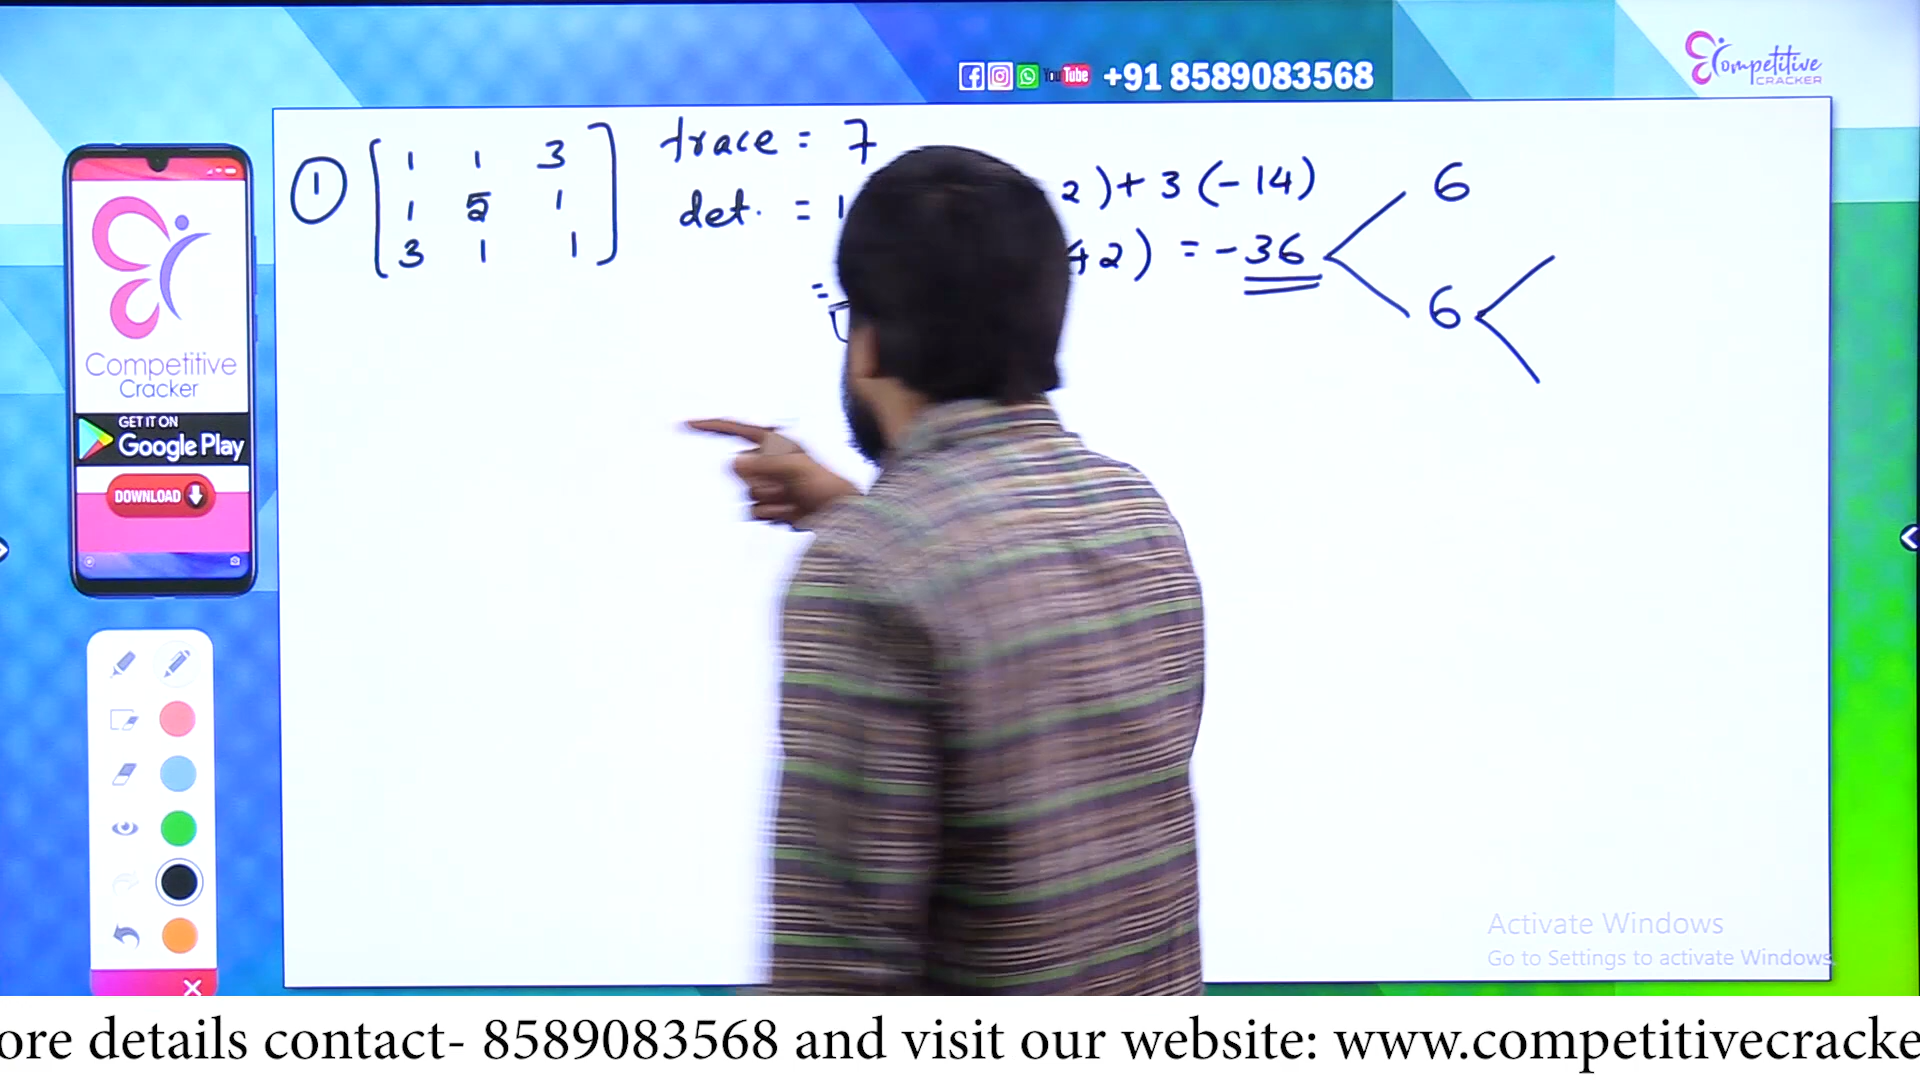 YouTube +91 8589083568
Competitive
CRACKER
① 1 1 3 trace = 7
1 5 1 det. = 1 2 ) + 3 (-14) 6
3 1 1 +2 ) = -36
= 6
Competitive
Cracker
GET IT ON
Google Play
DOWNLOAD
Activate Windows
Go to Settings to activate Windows.
ore details contact- 8589083568 and visit our website: www.competitivecracke